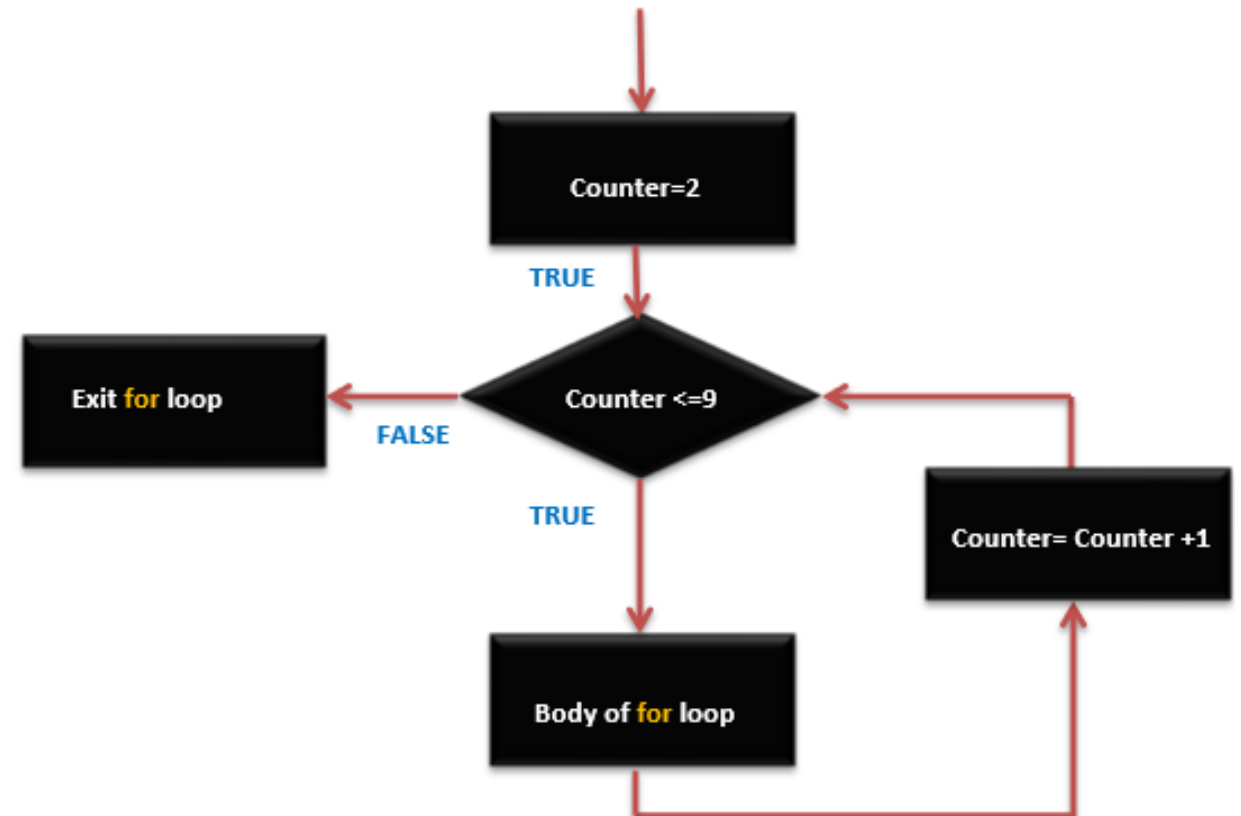 Counter=2
TRUE
Exit for loop
Counter <=9
FALSE
TRUE
Counter= Counter +1
Body of for loop